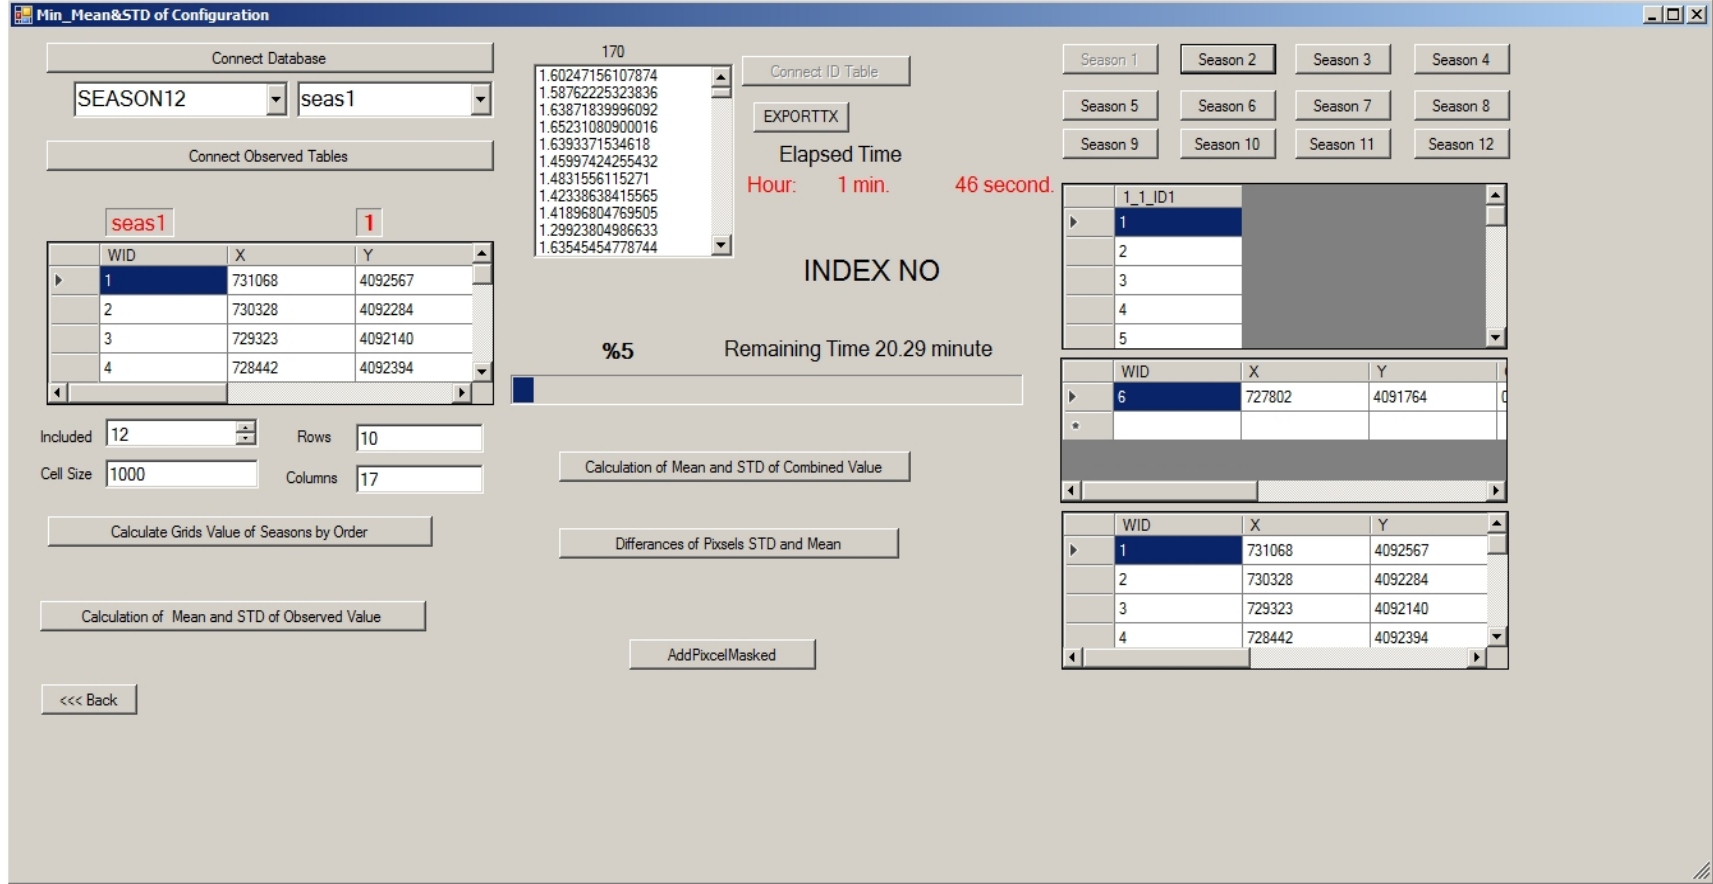 Min_Mean&STD of Configuration
Connect Database
SEASON12 seas1
Connect Observed Tables
seas1 1
WID X Y
1 731068 4092567
2 730328 4092284
3 729323 4092140
4 728442 4092394
Included 12 Rows 10
Cell Size 1000 Columns 17
Calculate Grids Value of Seasons by Order
Calculation of Mean and STD of Observed Value
<<< Back
170
1.60247156107874
1.58762225323836
1.63871839996092
1.65231080900016
1.6393371534618
1.45997424255432
1.4831556115271
1.42338638415565
1.41896804769505
1.29923804986633
1.63545454778744
Connect ID Table
EXPORTTX
Elapsed Time
Hour: 1 min. 46 second.
INDEX NO
%5 Remaining Time 20.29 minute
Calculation of Mean and STD of Combined Value
Differances of Pixsels STD and Mean
AddPixcelMasked
Season 1 Season 2 Season 3 Season 4
Season 5 Season 6 Season 7 Season 8
Season 9 Season 10 Season 11 Season 12
1_1_ID1
1
2
3
4
5
WID X Y
6 727802 4091764
WID X Y
1 731068 4092567
2 730328 4092284
3 729323 4092140
4 728442 4092394